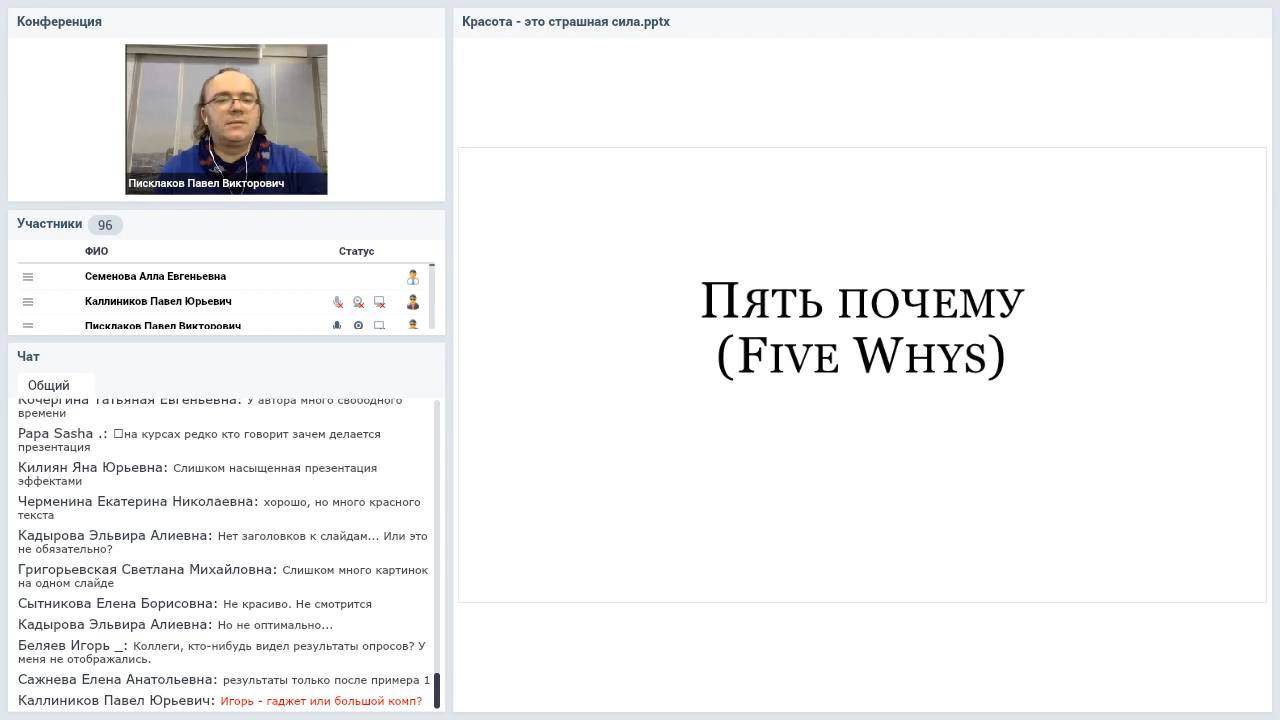 Конференция
Писклаков Павел Викторович
Участники 96
ФИО Статус
Семенова Алла Евгеньевна
Каллиников Павел Юрьевич
Писклаков Павел Викторович
Чат
Общий
Кочергина Татьяная Евгеньевна: У автора много свободного
времени
Papa Sasha .: на курсах редко кто говорит зачем делается
презентация
Килиян Яна Юрьевна: Слишком насыщенная презентация
эффектами
Черменина Екатерина Николаевна: хорошо, но много красного
текста
Кадырова Эльвира Алиевна: Нет заголовков к слайдам... Или это
не обязательно?
Григорьевская Светлана Михайловна: Слишком много картинок
на одном слайде
Сытникова Елена Борисовна: Не красиво. Не смотрится
Кадырова Эльвира Алиевна: Но не оптимально...
Беляев Игорь _: Коллеги, кто-нибудь видел результаты опросов? У
меня не отображались.
Сажнева Елена Анатольевна: результаты только после примера 1
Каллиников Павел Юрьевич: Игорь - гаджет или большой комп?
Красота - это страшная сила.pptx
Пять почему
(Five Whys)